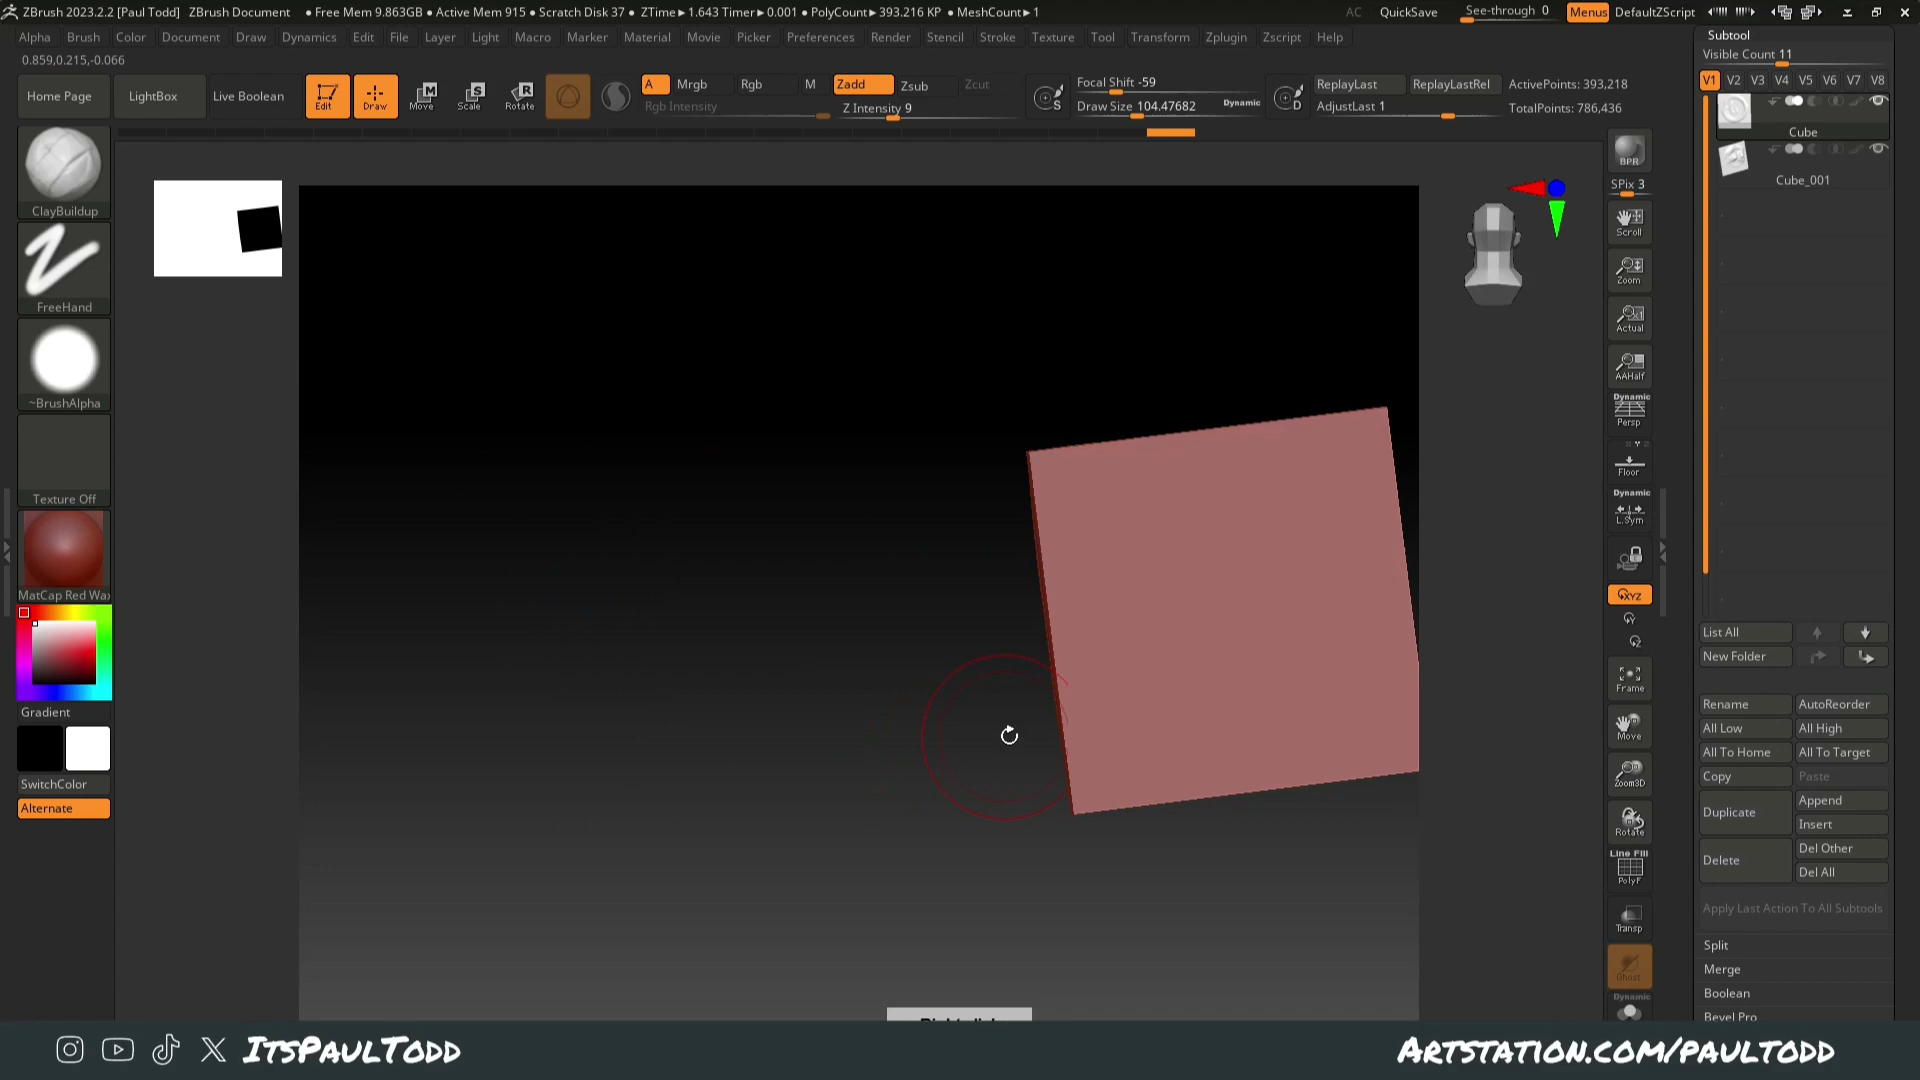 ZBrush 2023.2.2 [Paul Todd] ZBrush Document ● Free Mem 9.863GB ● Active Mem 915 ● Scratch Disk 37 ● ZTime►1.643 Timer►0.001 ● PolyCount►393.216 KP ● MeshCount►1 AC QuickSave See-through 0 Menus DefaultZScript
Alpha Brush Color Document Draw Dynamics Edit File Layer Light Macro Marker Material Movie Picker Preferences Render Stencil Stroke Texture Tool Transform Zplugin Zscript Help
0.859,0.215,-0.066
Home Page LightBox Live Boolean Edit Draw Move Scale Rotate
A Mrgb Rgb M Zadd Zsub Zcut
Rgb Intensity Z Intensity 9
Focal Shift -59
Draw Size 104.47682 Dynamic
ReplayLast ReplayLastRel ActivePoints: 393,218
AdjustLast 1 TotalPoints: 786,436
ClayBuildup
FreeHand
~BrushAlpha
Texture Off
MatCap Red Wax
Gradient
SwitchColor
Alternate
BPR
SPix 3
Scroll
Zoom
Actual
AAHalf
Dynamic
Persp
Floor
Dynamic
L.Sym
XYZ
Y
Z
Frame
Move
Zoom3D
Rotate
Line Fill
PolyF
Transp
Ghost
Dynamic
Subtool
Visible Count 11
V1 V2 V3 V4 V5 V6 V7 V8
Cube
Cube_001
List All
New Folder
Rename AutoReorder
All Low All High
All To Home All To Target
Copy Paste
Duplicate Append
Insert
Delete Del Other
Del All
Apply Last Action To All Subtools
Split
Merge
Boolean
Bevel Pro
ItsPaulTodd
Artstation.com/paultodd